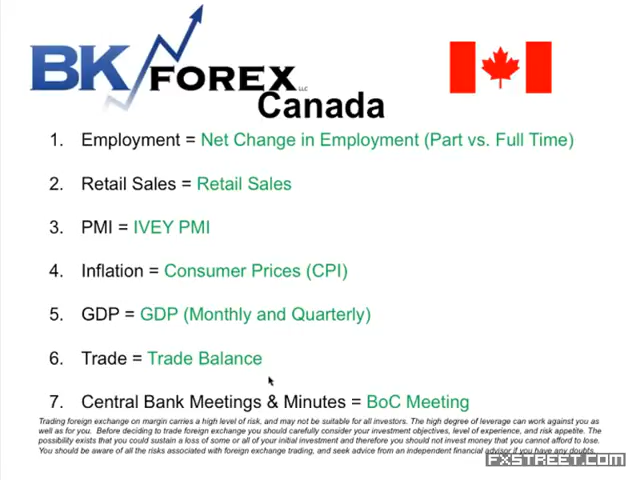 BK FOREX LLC
Canada
1. Employment = Net Change in Employment (Part vs. Full Time)
2. Retail Sales = Retail Sales
3. PMI = IVEY PMI
4. Inflation = Consumer Prices (CPI)
5. GDP = GDP (Monthly and Quarterly)
6. Trade = Trade Balance
7. Central Bank Meetings & Minutes = BoC Meeting
Trading foreign exchange on margin carries a high level of risk, and may not be suitable for all investors. The high degree of leverage can work against you as
well as for you. Before deciding to trade foreign exchange you should carefully consider your investment objectives, level of experience, and risk appetite. The
possibility exists that you could sustain a loss of some or all of your initial investment and therefore you should not invest money that you cannot afford to lose.
You should be aware of all the risks associated with foreign exchange trading, and seek advice from an independent financial advisor if you have any doubts.
FXSTREET.COM